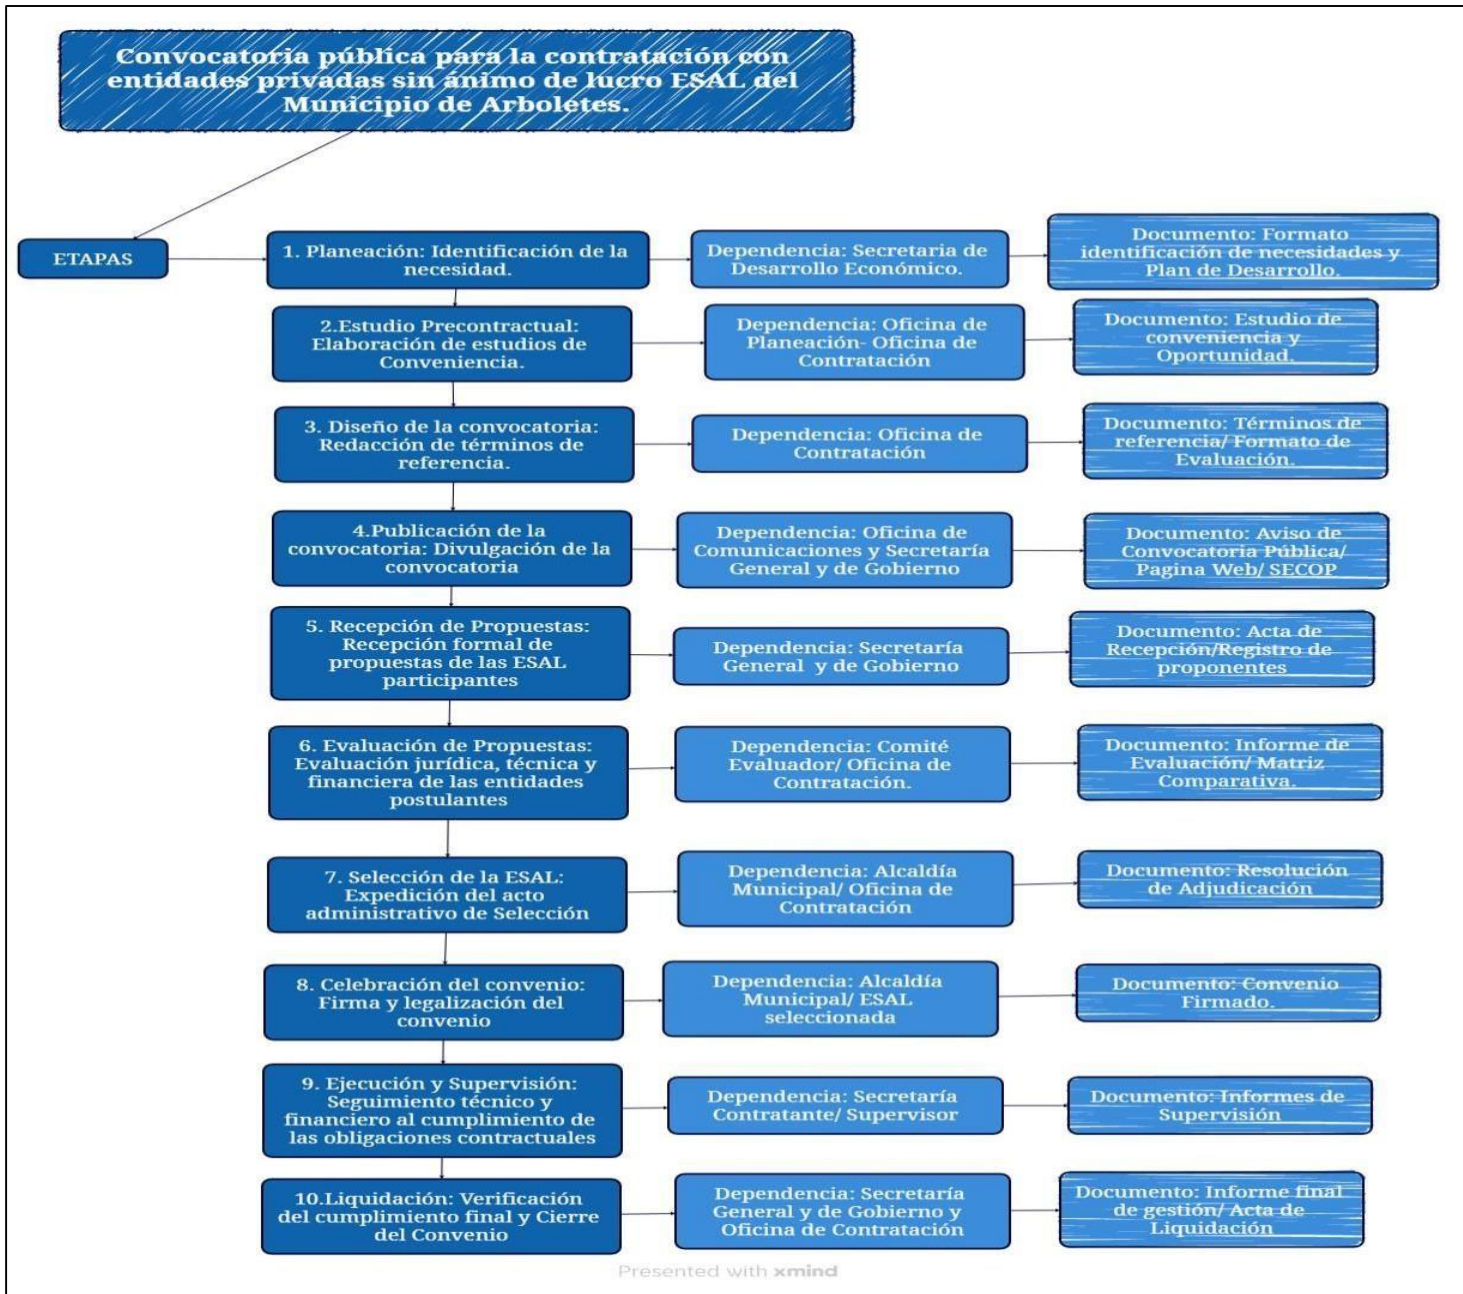 Convocatoria pública para la contratación con
entidades privadas sin ánimo de lucro ESAL del
Municipio de Arboletes.
ETAPAS
1. Planeación: Identificación de la
necesidad.
Dependencia: Secretaria de
Desarrollo Económico.
Documento: Formato
identificación de necesidades y
Plan de Desarrollo.
2.Estudio Precontractual:
Elaboración de estudios de
Conveniencia.
Dependencia: Oficina de
Planeación- Oficina de
Contratación
Documento: Estudio de
conveniencia y
Oportunidad.
3. Diseño de la convocatoria:
Redacción de términos de
referencia.
Dependencia: Oficina de
Contratación
Documento: Términos de
referencia/ Formato de
Evaluación.
4.Publicación de la
convocatoria: Divulgación de la
convocatoria
Dependencia: Oficina de
Comunicaciones y Secretaría
General y de Gobierno
Documento: Aviso de
Convocatoria Pública/
Pagina Web/ SECOP
5. Recepción de Propuestas:
Recepción formal de
propuestas de las ESAL
participantes
Dependencia: Secretaría
General y de Gobierno
Documento: Acta de
Recepción/Registro de
proponentes
6. Evaluación de Propuestas:
Evaluación jurídica, técnica y
financiera de las entidades
postulantes
Dependencia: Comité
Evaluador/ Oficina de
Contratación.
Documento: Informe de
Evaluación/ Matriz
Comparativa.
7. Selección de la ESAL:
Expedición del acto
administrativo de Selección
Dependencia: Alcaldía
Municipal/ Oficina de
Contratación
Documento: Resolución
de Adjudicación
8. Celebración del convenio:
Firma y legalización del
convenio
Dependencia: Alcaldía
Municipal/ ESAL
seleccionada
Documento: Convenio
Firmado.
9. Ejecución y Supervisión:
Seguimiento técnico y
financiero al cumplimiento de
las obligaciones contractuales
Dependencia: Secretaría
Contratante/ Supervisor
Documento: Informes de
Supervisión
10.Liquidación: Verificación
del cumplimiento final y Cierre
del Convenio
Dependencia: Secretaría
General y de Gobierno y
Oficina de Contratación
Documento: Informe final
de gestión/ Acta de
Liquidación
Presented with xmind